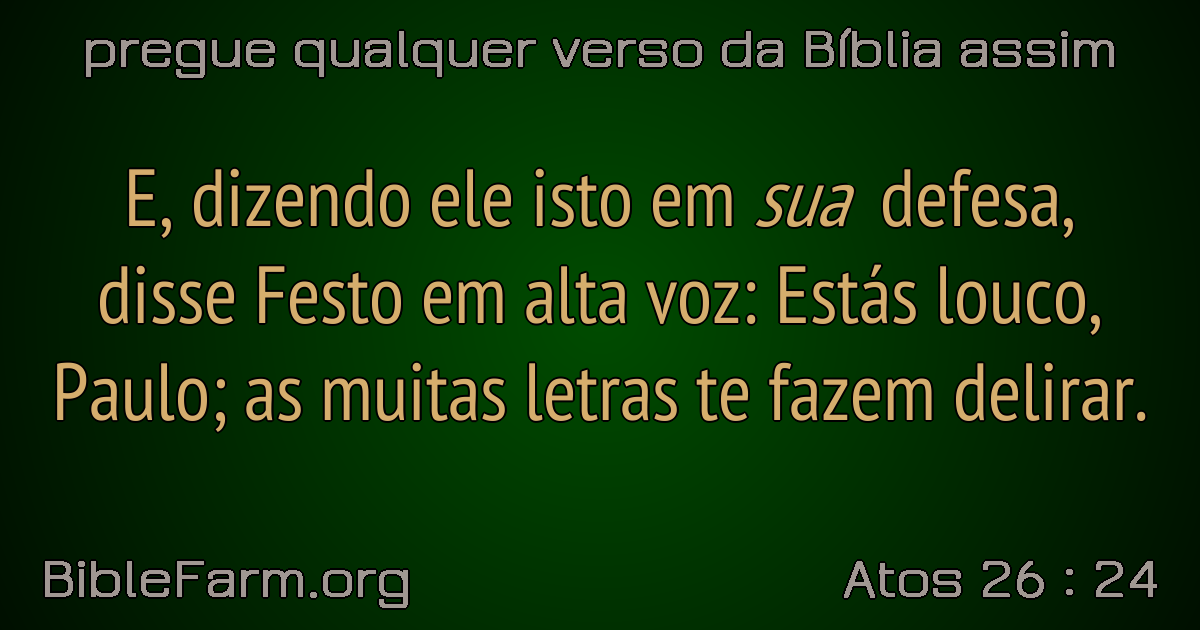 pregue qualquer verso da Bíblia assim
E, dizendo ele isto em sua defesa,
disse Festo em alta voz: Estás louco,
Paulo; as muitas letras te fazem delirar.
BibleFarm.org
Atos 26 : 24